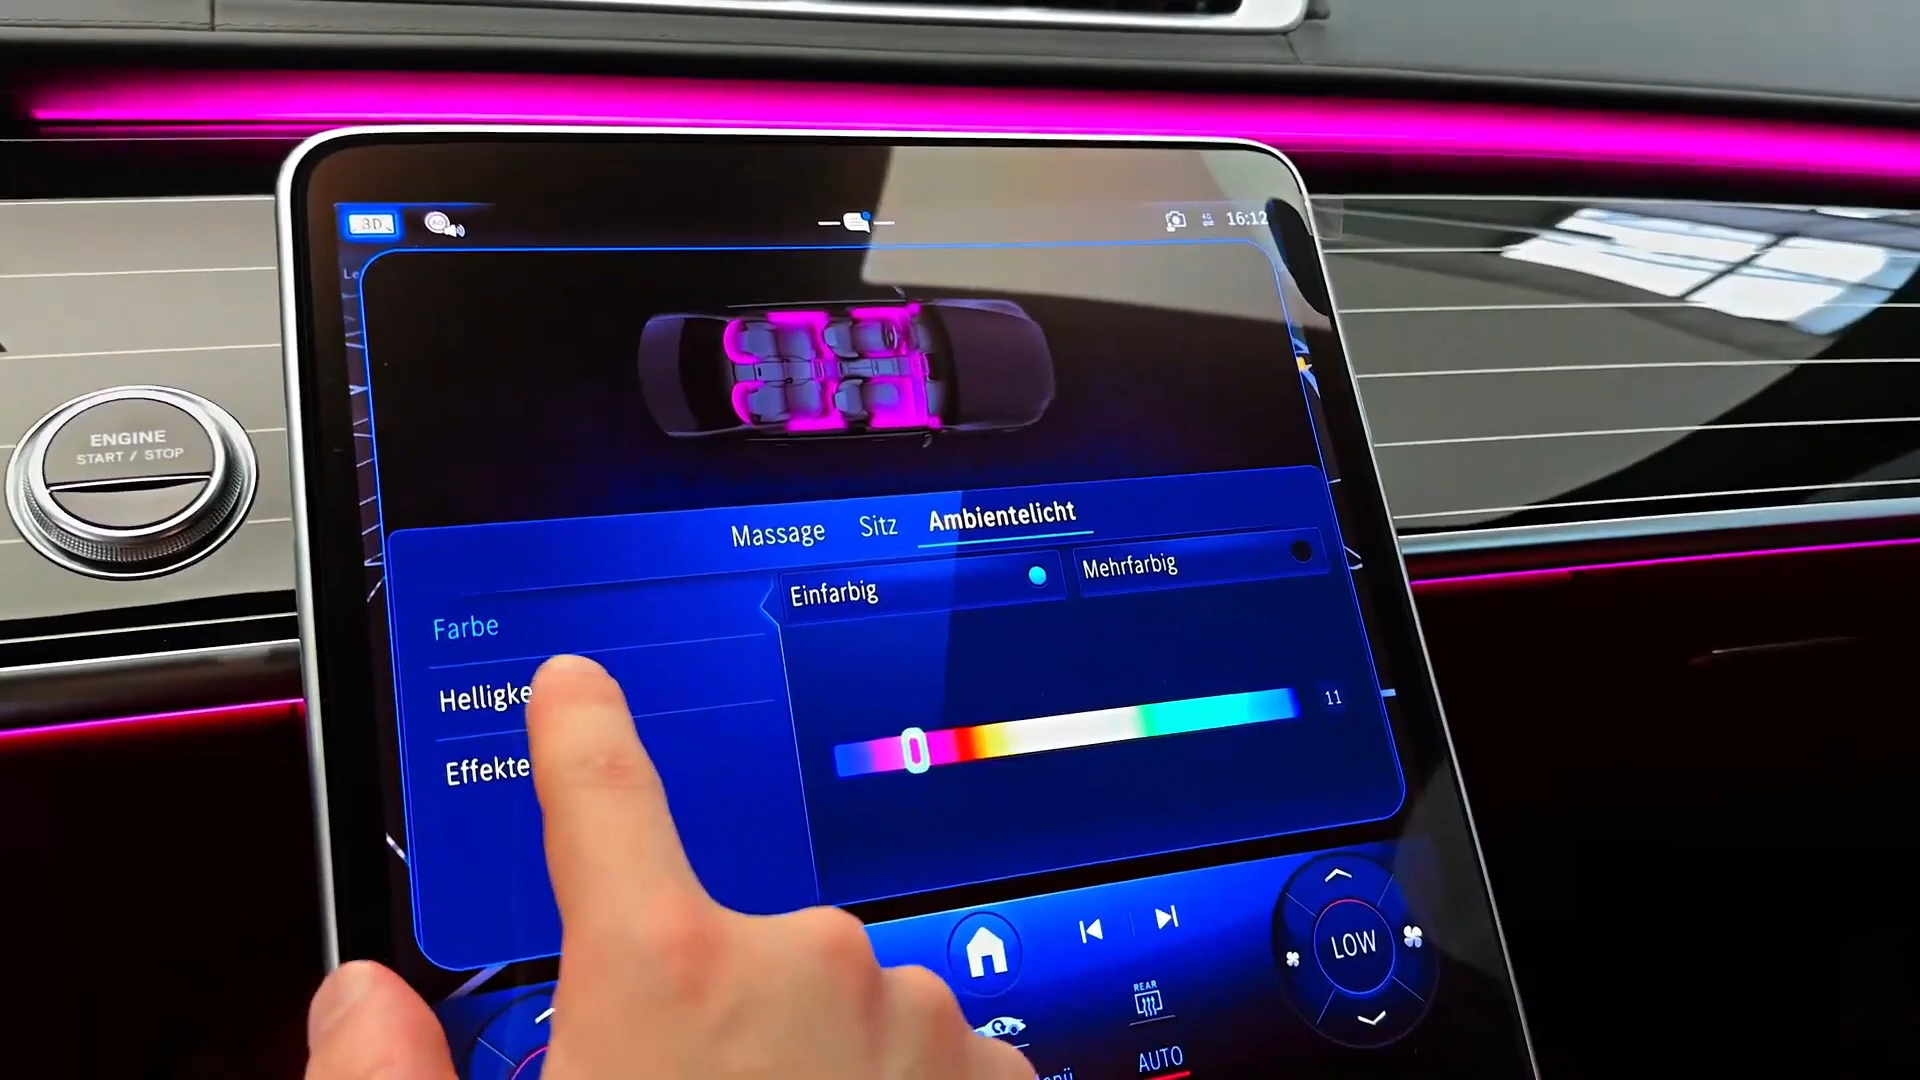 3D
16:12
ENGINE
START / STOP
Massage
Sitz
Ambientelicht
Einfarbig
Mehrfarbig
Farbe
Helligke
Effekte
11
LOW
REAR
AUTO